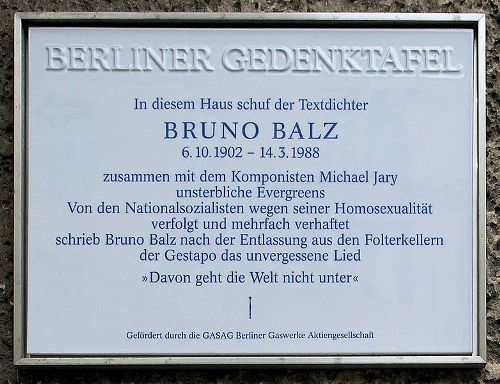 BERLINER GEDENKTAFEL
In diesem Haus schuf der Textdichter
BRUNO BALZ
6.10.1902 – 14.3.1988
zusammen mit dem Komponisten Michael Jary
unsterbliche Evergreens
Von den Nationalsozialisten wegen seiner Homosexualität
verfolgt und mehrfach verhaftet
schrieb Bruno Balz nach der Entlassung aus den Folterkellern
der Gestapo das unvergessene Lied
»Davon geht die Welt nicht unter«
Gefördert durch die GASAG Berliner Gaswerke Aktiengesellschaft